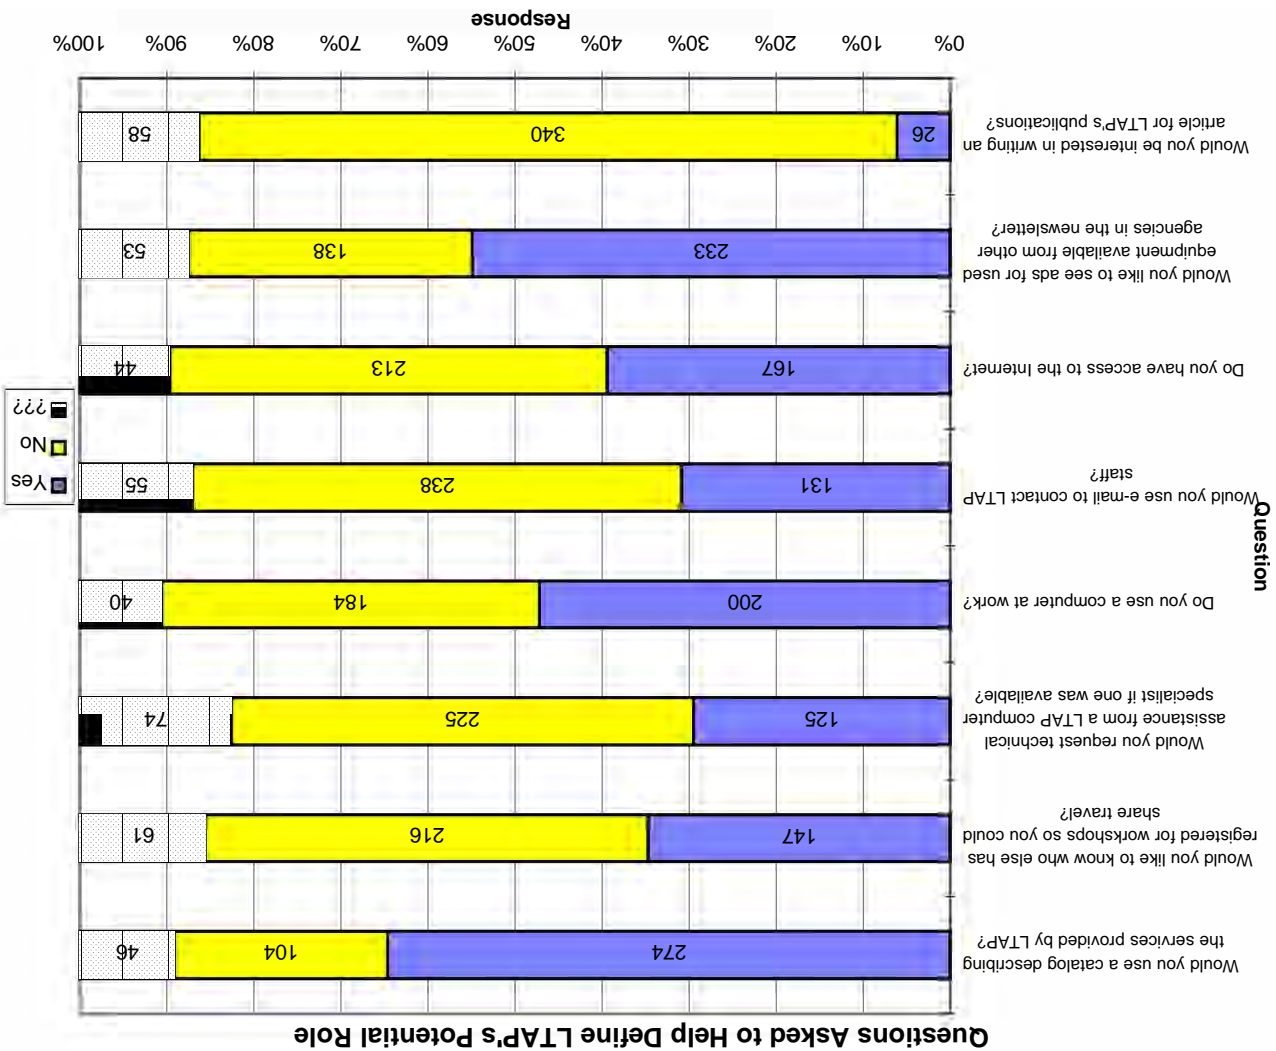 Questions Asked to Help Define LTAP's Potential Role
Would you use a catalog describing
the services provided by LTAP?
274
104
46
Would you like to know who else has
registered for workshops so you could
share travel?
147
216
61
Would you request technical
assistance from a LTAP computer
specialist if one was available?
125
225
74
Do you use a computer at work?
200
184
40
Question
Would you use e-mail to contact LTAP
staff?
131
238
55
Yes
No
???
Do you have access to the Internet?
167
213
44
Would you like to see ads for used
equipment available from other
agencies in the newsletter?
233
138
53
Would you be interested in writing an
article for LTAP's publications?
26
340
58
0% 10% 20% 30% 40% 50% 60% 70% 80% 90% 100%
Response